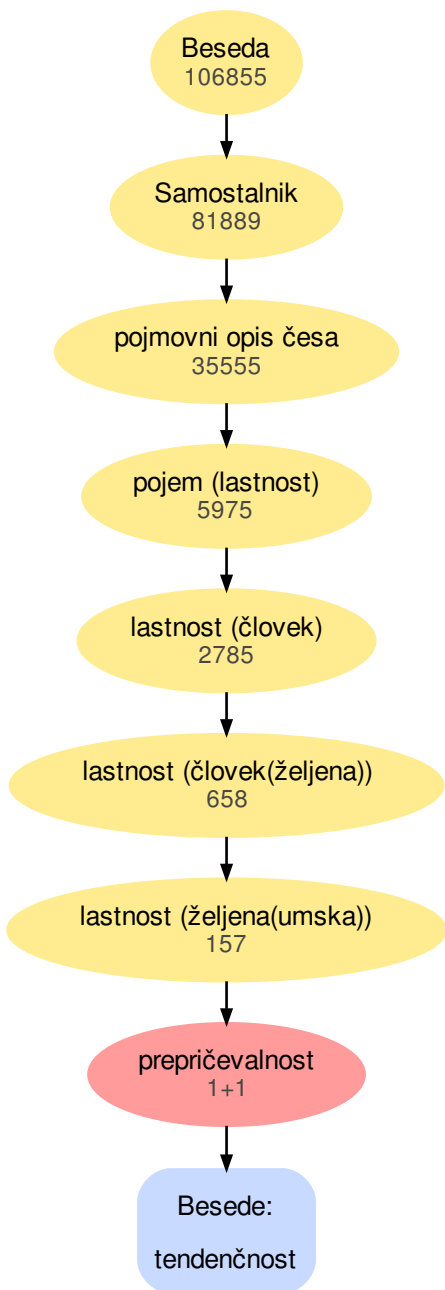 Beseda
106855
Samostalnik
81889
pojmovni opis česa
35555
pojem (lastnost)
5975
lastnost (človek)
2785
lastnost (človek(željena))
658
lastnost (željena(umska))
157
prepričevalnost
1+1
Besede:
tendenčnost